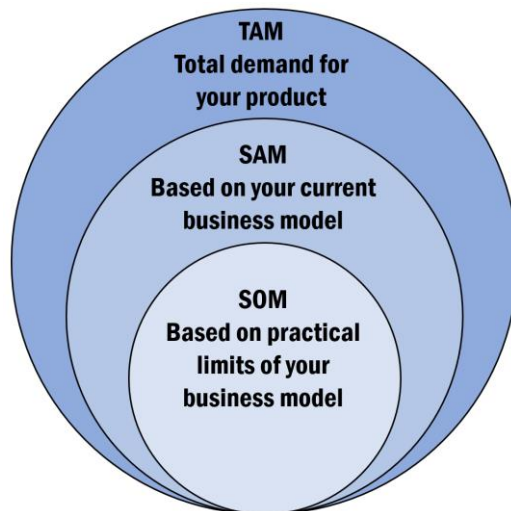 TAM
Total demand for
your product
SAM
Based on your current
business model
SOM
Based on practical
limits of your
business model